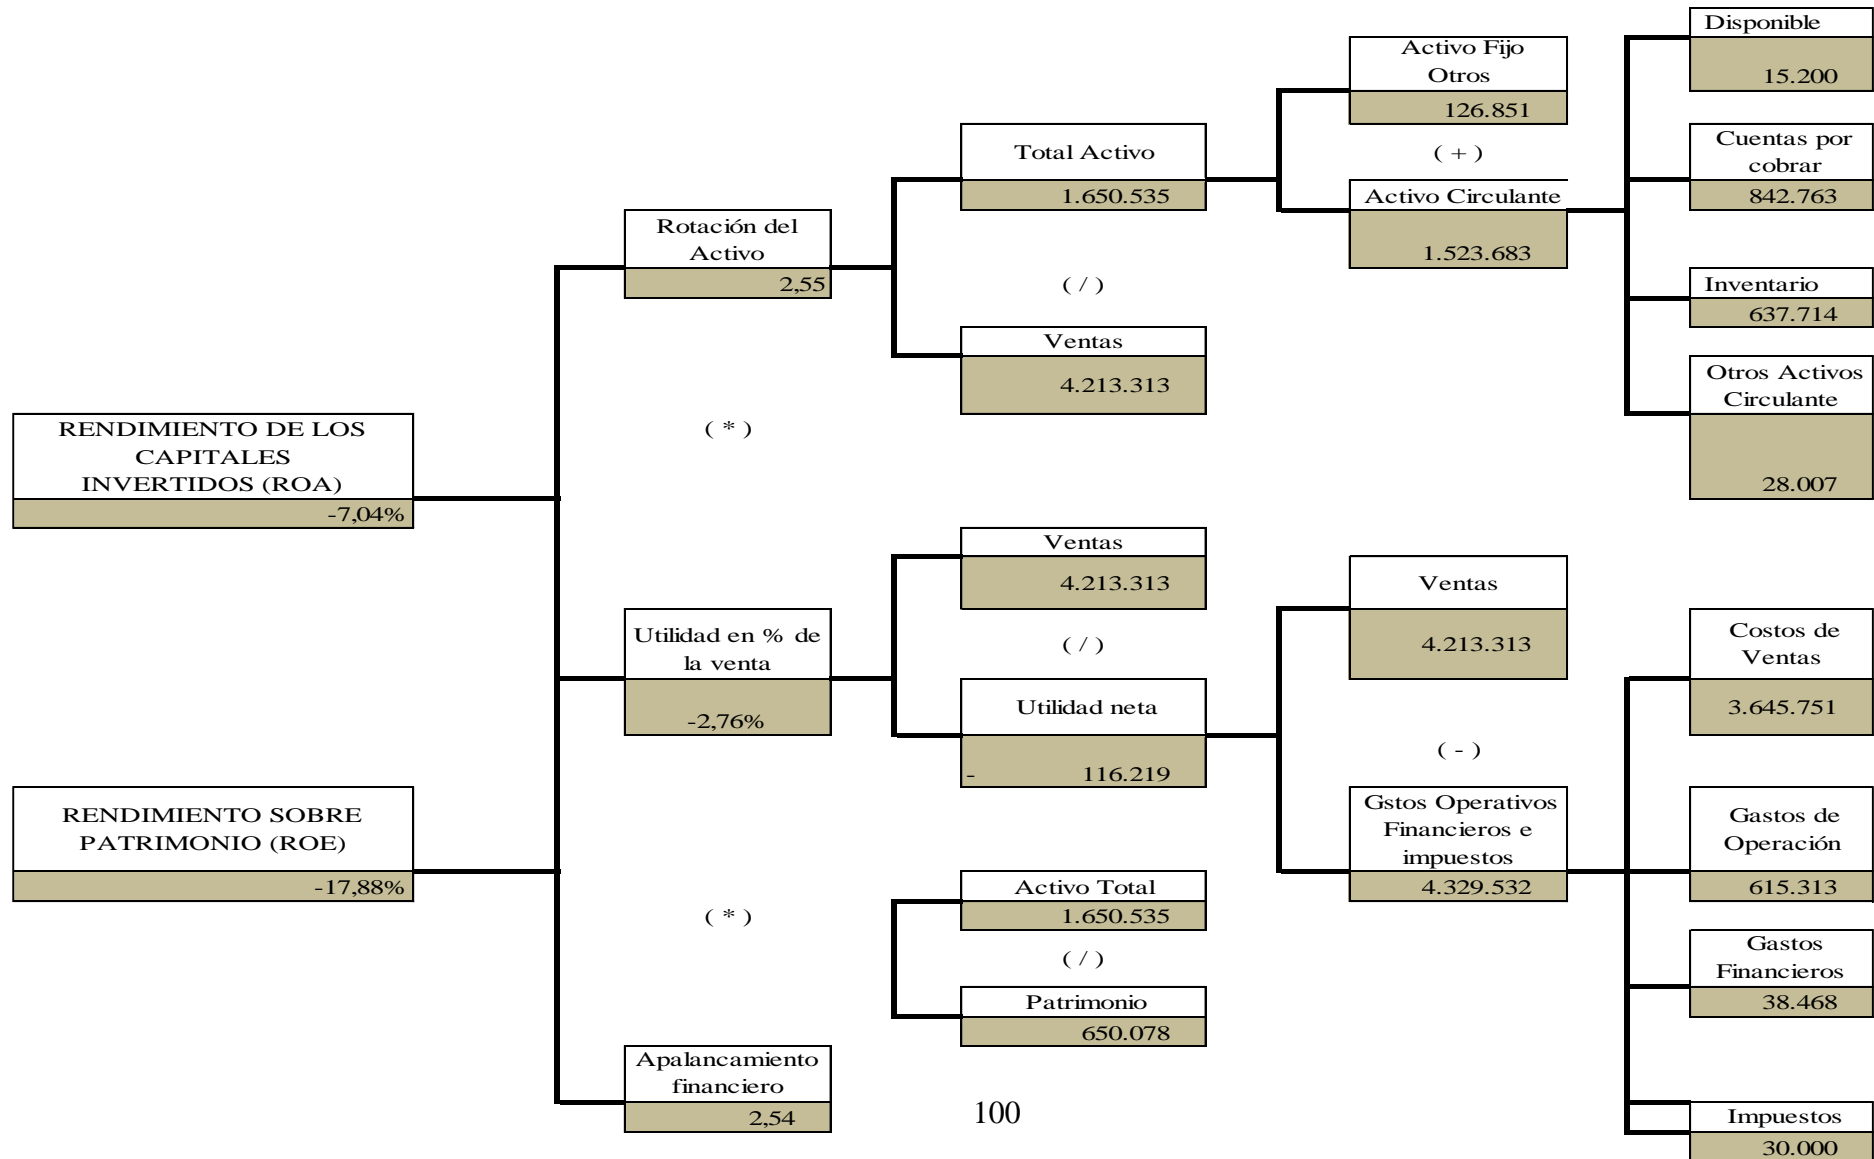 RENDIMIENTO DE LOS
CAPITALES
INVERTIDOS (ROA)
-7,04%
RENDIMIENTO SOBRE
PATRIMONIO (ROE)
-17,88%
Rotación del
Activo
2,55
( * )
Utilidad en % de
la venta
-2,76%
( * )
Apalancamiento
financiero
2,54
Total Activo
1.650.535
( / )
Ventas
4.213.313
Ventas
4.213.313
( / )
Utilidad neta
- 116.219
Activo Total
1.650.535
( / )
Patrimonio
650.078
Activo Fijo
Otros
126.851
( + )
Activo Circulante
1.523.683
Ventas
4.213.313
( - )
Gstos Operativos
Financieros e
impuestos
4.329.532
Disponible
15.200
Cuentas por
cobrar
842.763
Inventario
637.714
Otros Activos
Circulante
28.007
Costos de
Ventas
3.645.751
Gastos de
Operación
615.313
Gastos
Financieros
38.468
Impuestos
30.000
100